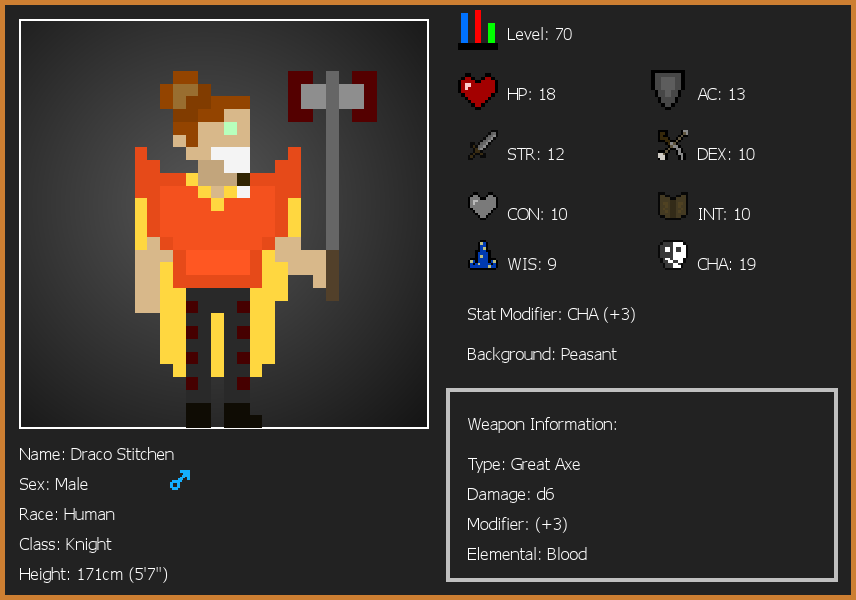 Level: 70
HP: 18
AC: 13
STR: 12
DEX: 10
CON: 10
INT: 10
WIS: 9
CHA: 19
Stat Modifier: CHA (+3)
Background: Peasant
Weapon Information:
Type: Great Axe
Damage: d6
Modifier: (+3)
Elemental: Blood
Name: Draco Stitchen
Sex: Male
Race: Human
Class: Knight
Height: 171cm (5'7")